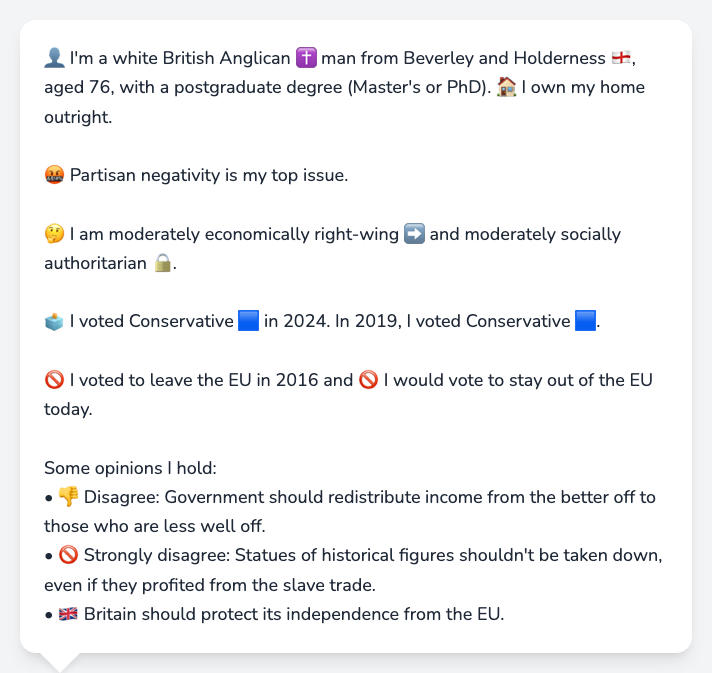 👤 I'm a white British Anglican ✝️ man from Beverley and Holderness 🏴󠁧󠁢󠁥󠁮󠁧󠁿,
aged 76, with a postgraduate degree (Master's or PhD). 🏠 I own my home
outright.
🤬 Partisan negativity is my top issue.
🤔 I am moderately economically right-wing ➡️ and moderately socially
authoritarian 🔒.
🗳️ I voted Conservative 🟦 in 2024. In 2019, I voted Conservative 🟦.
🚫 I voted to leave the EU in 2016 and 🚫 I would vote to stay out of the EU
today.
Some opinions I hold:
• 👎 Disagree: Government should redistribute income from the better off to
those who are less well off.
• 🚫 Strongly disagree: Statues of historical figures shouldn't be taken down,
even if they profited from the slave trade.
• 🇬🇧 Britain should protect its independence from the EU.